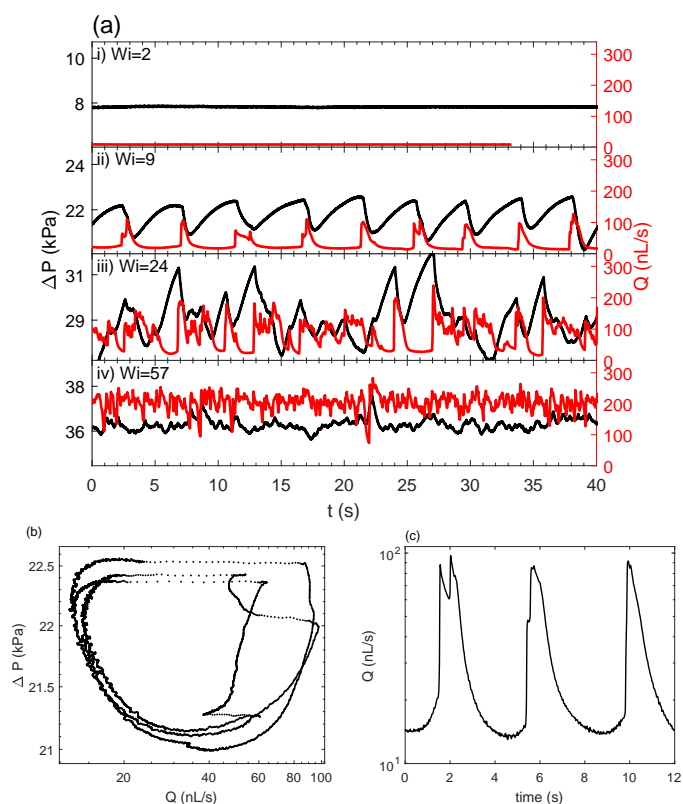 (a)
i) Wi=2
10
8
300
200
100
0
ii) Wi=9
24
22
300
200
100
0
iii) Wi=24
31
29
300
200
100
0
iv) Wi=57
38
36
300
200
100
0
0 5 10 15 20 25 30 35 40
t (s)
Δ P (kPa)
Q (nL/s)
(b)
22.5
22
21.5
21
20 40 60 80 100
Δ P (kPa)
Q (nL/s)
(c)
10²
10¹
0 2 4 6 8 10 12
Q (nL/s)
time (s)